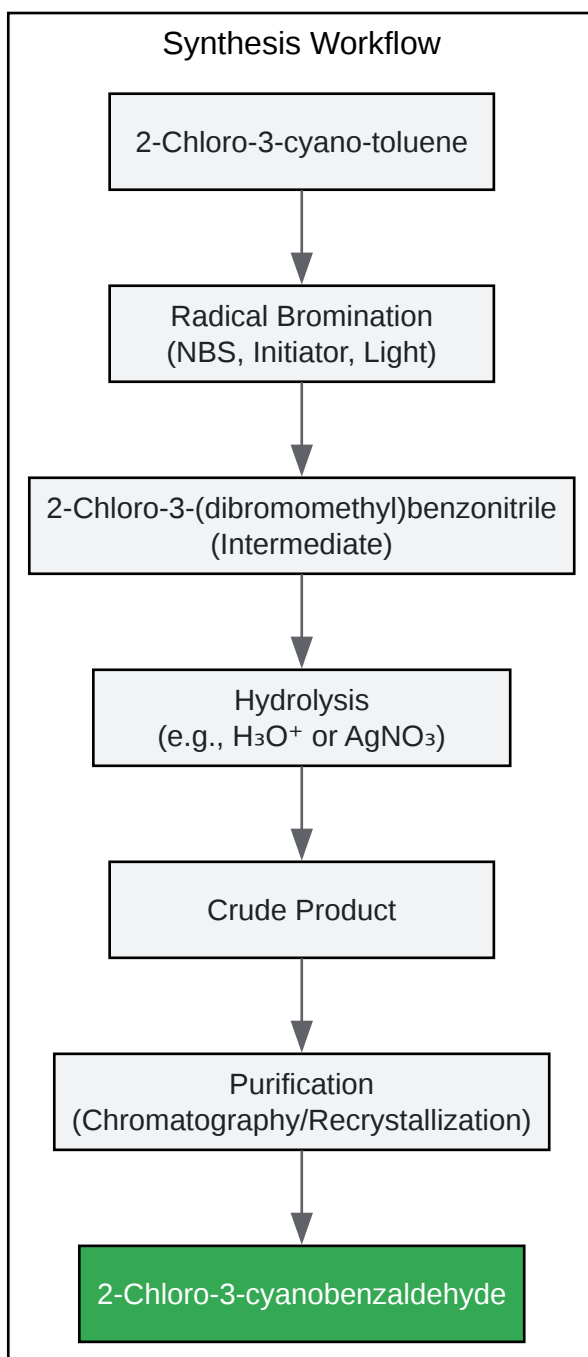 Synthesis Workflow
2-Chloro-3-cyano-toluene
Radical Bromination
(NBS, Initiator, Light)
2-Chloro-3-(dibromomethyl)benzonitrile
(Intermediate)
Hydrolysis
(e.g., H₃O⁺ or AgNO₃)
Crude Product
Purification
(Chromatography/Recrystallization)
2-Chloro-3-cyanobenzaldehyde